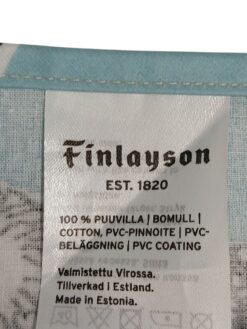 Finlayson
EST. 1820
100 % PUUVILLA | BOMULL |
COTTON, PVC-PINNOITE | PVC-
BELÄGGNING | PVC COATING
Valmistettu Virossa.
Tillverkad i Estland.
Made in Estonia.